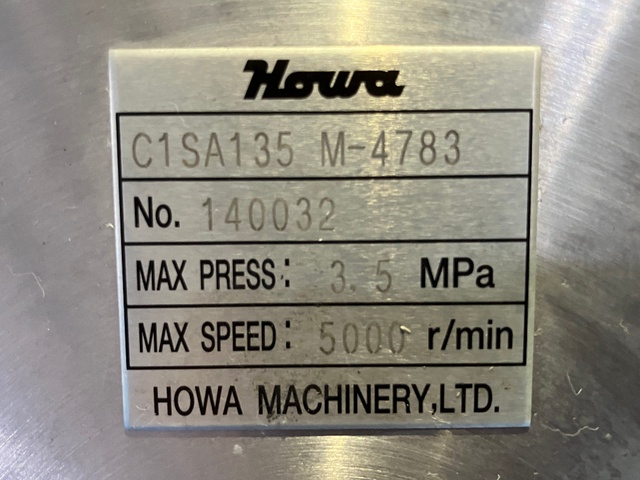 Howa
C1SA135 M-4783
No. 140032
MAX PRESS: 3.5 MPa
MAX SPEED: 5000 r/min
HOWA MACHINERY,LTD.